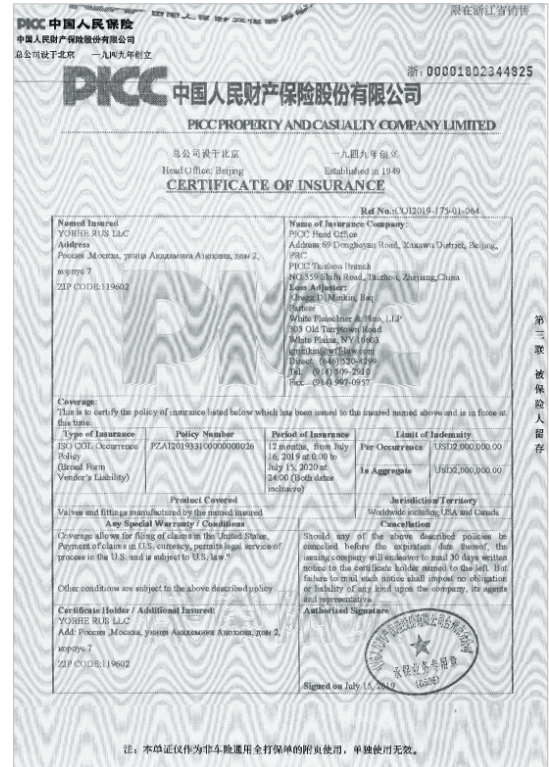 限在浙江省销售
PICC 中国人民保险
中国人民财产保险股份有限公司
总公司设于北京 一九四九年创立
浙: 00001802344825
PICC 中国人民财产保险股份有限公司
PICC PROPERTY AND CASUALTY COMPANY LIMITED
总公司设于北京 一九四九年创立
Head Office; Beijing Established in 1949
CERTIFICATE OF INSURANCE
Ref No.:COI2019-175-01-064
Named Insured
YORHE RUS LLC
Address
Россия ,Москва, улица Академика Анохина, дом 2,
корпус 7
ZIP CODE:119602
Name of Insurance Company:
PICC Head Office
Address:69 Dongheyan Road, Xuanwu District, Beijing,
PRC
PICC Taizhou Branch
NO.359 Shifu Road, Taizhou, Zhejiang,China
Loss Adjuster:
Gregg D. Minkin, Esq
Partner
White Fleischner & Fino, LLP
303 Old Tarrytown Road
White Plains, NY 10603
gminkin@wff-law.com
Direct: (646) 520-4299
Tel: (914) 509-2910
Fax: (914) 997-0957
第三联 被保险人留存
Coverage:
This is to certify the policy of insurance listed below which has been issued to the insured named above and is in force at
this time.
Type of Insurance Policy Number Period of Insurance Limit of Indemnity
ISO CGL Occurrence
Policy
(Broad Form
Vendor's Liability)
PZAI20193310000000026
12 months, from July
16, 2019 at 0:00 to
July 15, 2020 at
24:00 (Both dates
inclusive)
Per Occurrence USD2,000,000.00
In Aggregate USD2,000,000.00
Product Covered
Valves and fittings manufactured by the named insured
Jurisdiction/Territory
Worldwide including USA and Canada
Any Special Warranty / Conditions
Coverage allows for filing of claims in the United States,
Payment of claims in U.S. currency, permits legal service of
process in the U.S. and is subject to U.S. law."
Other conditions are subject to the above described policy
Cancellation
Should any of the above described policies be
cancelled before the expiration date thereof, the
issuing company will endeavor to mail 30 days written
notice to the certificate holder named to the left. But
failure to mail such notice shall impost no obligation
or liability of any kind upon the company, its agents
and representative
Certificate Holder / Additional Insured:
YORHE RUS LLC
Add: Россия ,Москва, улица Академика Анохина, дом 2,
корпус 7
ZIP CODE:119602
Authorized Signature
承保业务专用章
(0506)
Signed on July 15, 2019
注: 本单证仅作为非车险通用全打保单的附页使用, 单独使用无效。